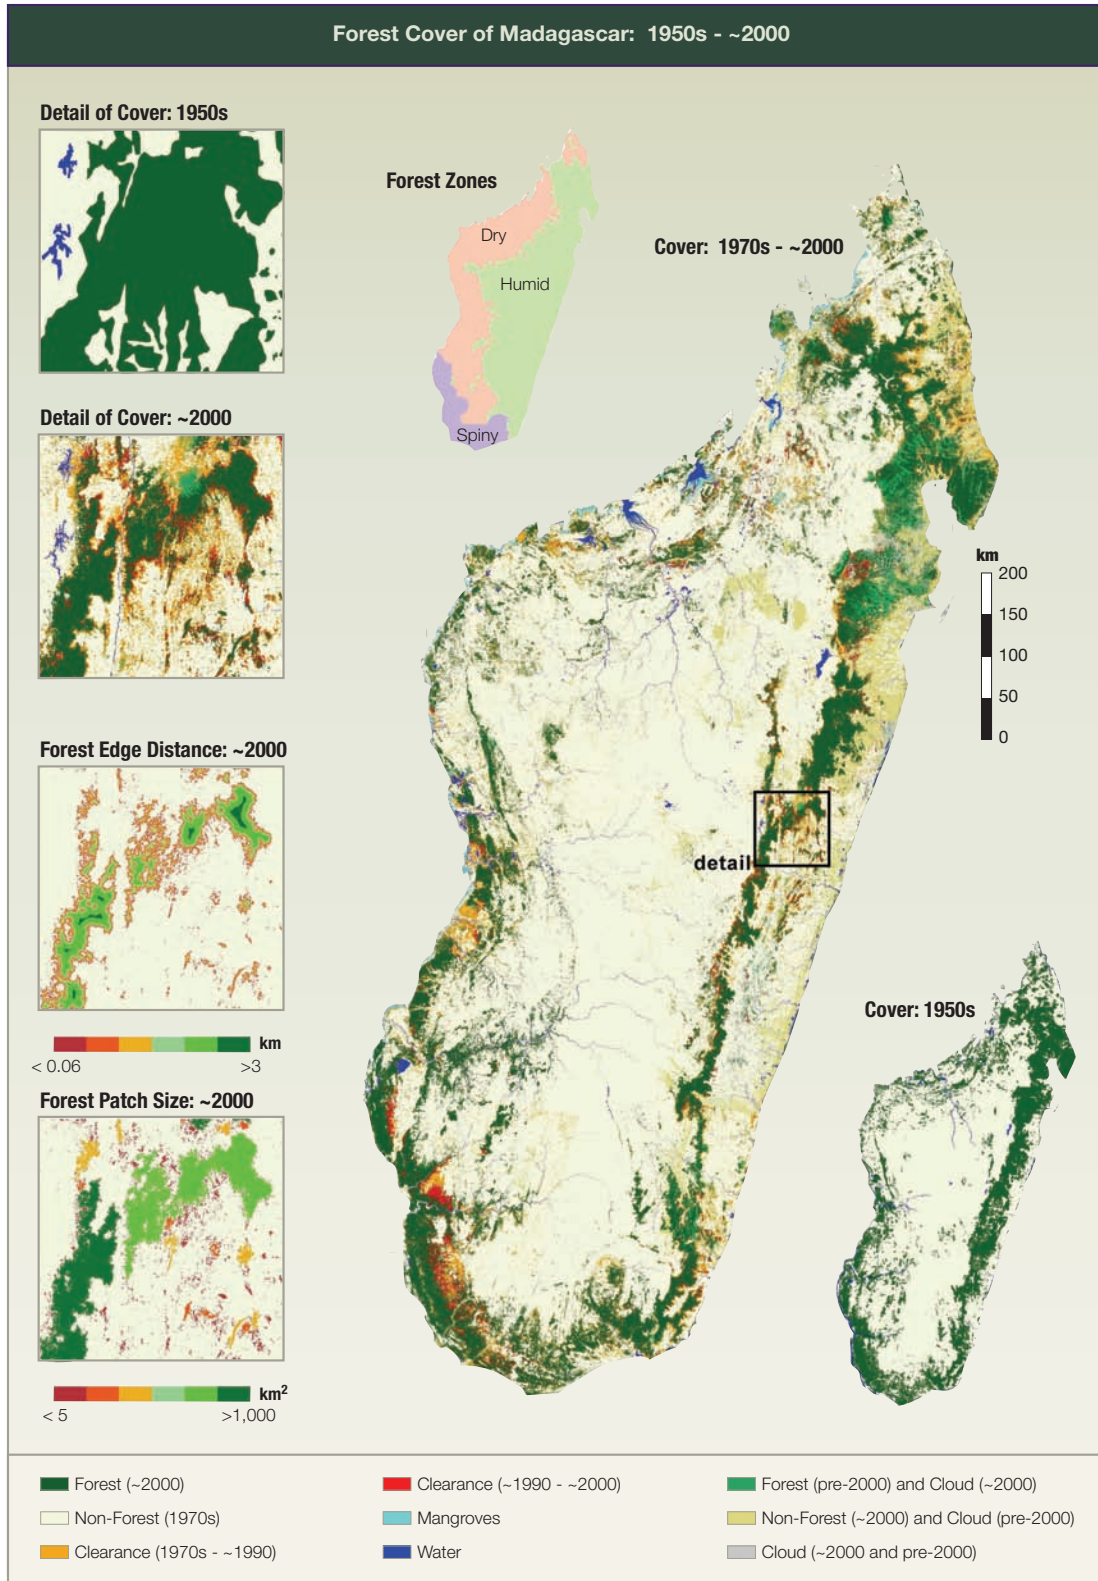 Forest Cover of Madagascar: 1950s - ~2000
Detail of Cover: 1950s
Forest Zones
Dry
Humid
Spiny
Cover: 1970s - ~2000
Detail of Cover: ~2000
km
200
150
100
50
0
detail
Forest Edge Distance: ~2000
km
< 0.06
>3
Cover: 1950s
Forest Patch Size: ~2000
km²
< 5
>1,000
Forest (~2000)
Non-Forest (1970s)
Clearance (1970s - ~1990)
Clearance (~1990 - ~2000)
Mangroves
Water
Forest (pre-2000) and Cloud (~2000)
Non-Forest (~2000) and Cloud (pre-2000)
Cloud (~2000 and pre-2000)